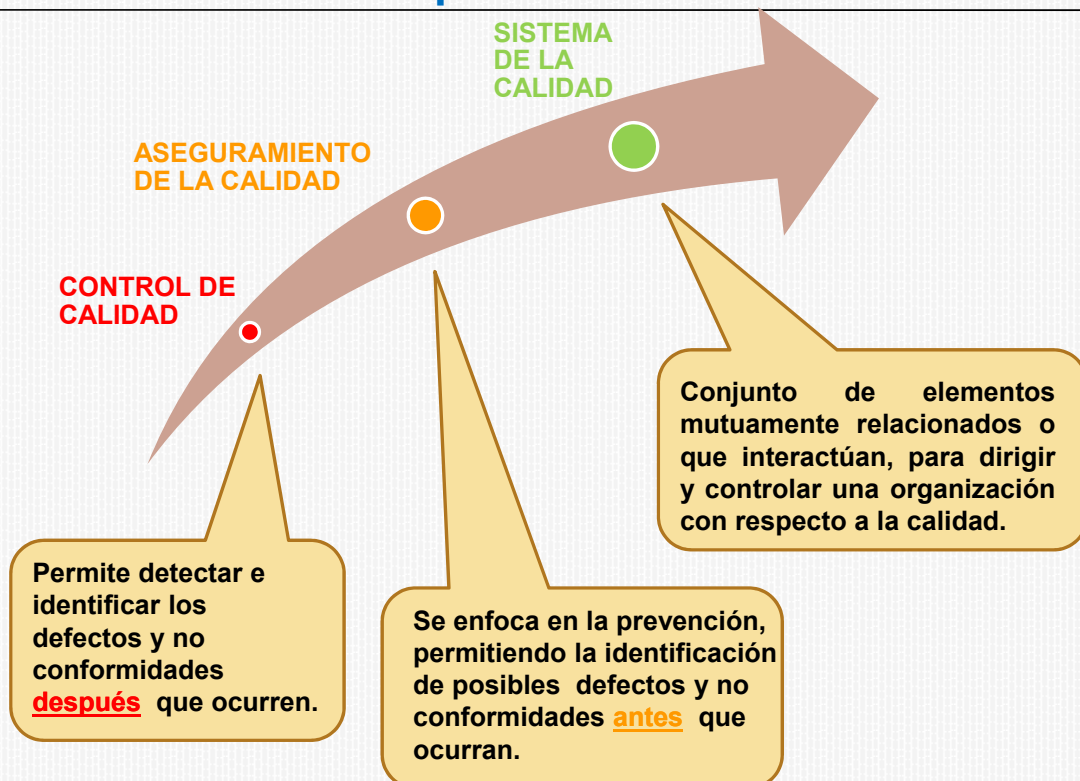 SISTEMA
DE LA
CALIDAD
ASEGURAMIENTO
DE LA CALIDAD
CONTROL DE
CALIDAD
Conjunto de elementos
mutuamente relacionados o
que interactúan, para dirigir
y controlar una organización
con respecto a la calidad.
Permite detectar e
identificar los
defectos y no
conformidades
después que ocurren.
Se enfoca en la prevención,
permitiendo la identificación
de posibles defectos y no
conformidades antes que
ocurran.